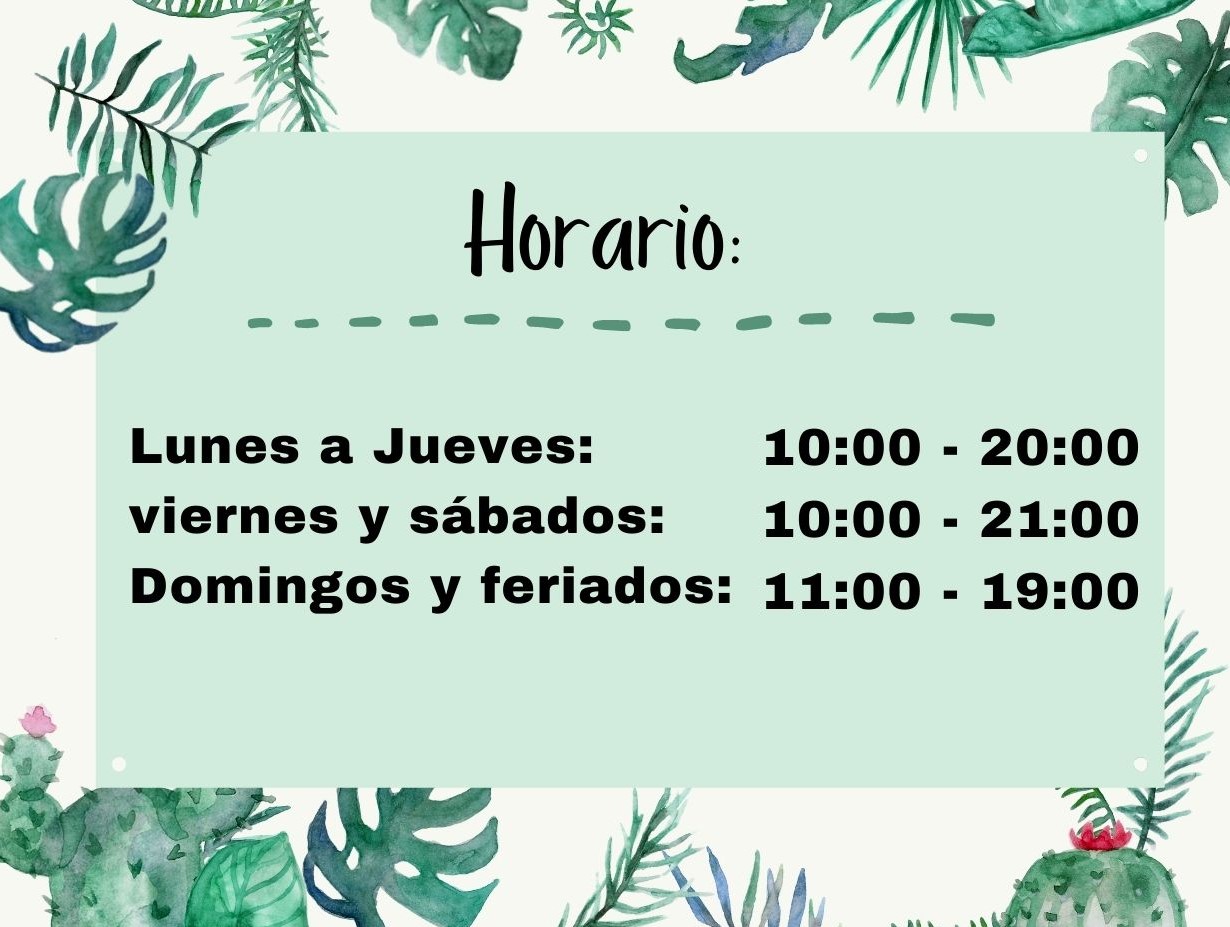 Horario:
Lunes a Jueves: 10:00 - 20:00
viernes y sábados: 10:00 - 21:00
Domingos y feriados: 11:00 - 19:00